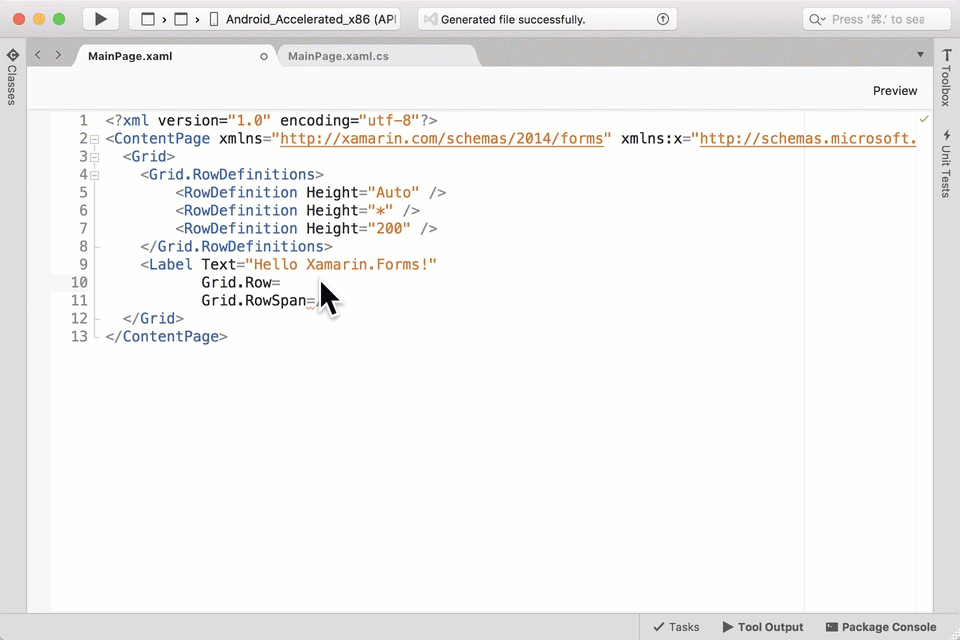 Android_Accelerated_x86 (API
Generated file successfully.
Press ‘⌘.’ to sea
MainPage.xaml
MainPage.xaml.cs
Classes
Toolbox
Unit Tests
Preview
1 <?xml version="1.0" encoding="utf-8"?>
2 <ContentPage xmlns="http://xamarin.com/schemas/2014/forms" xmlns:x="http://schemas.microsoft.
3 <Grid>
4 <Grid.RowDefinitions>
5 <RowDefinition Height="Auto" />
6 <RowDefinition Height="*" />
7 <RowDefinition Height="200" />
8 </Grid.RowDefinitions>
9 <Label Text="Hello Xamarin.Forms!"
10 Grid.Row=
11 Grid.RowSpan=/
12 </Grid>
13 </ContentPage>
Tasks
Tool Output
Package Console